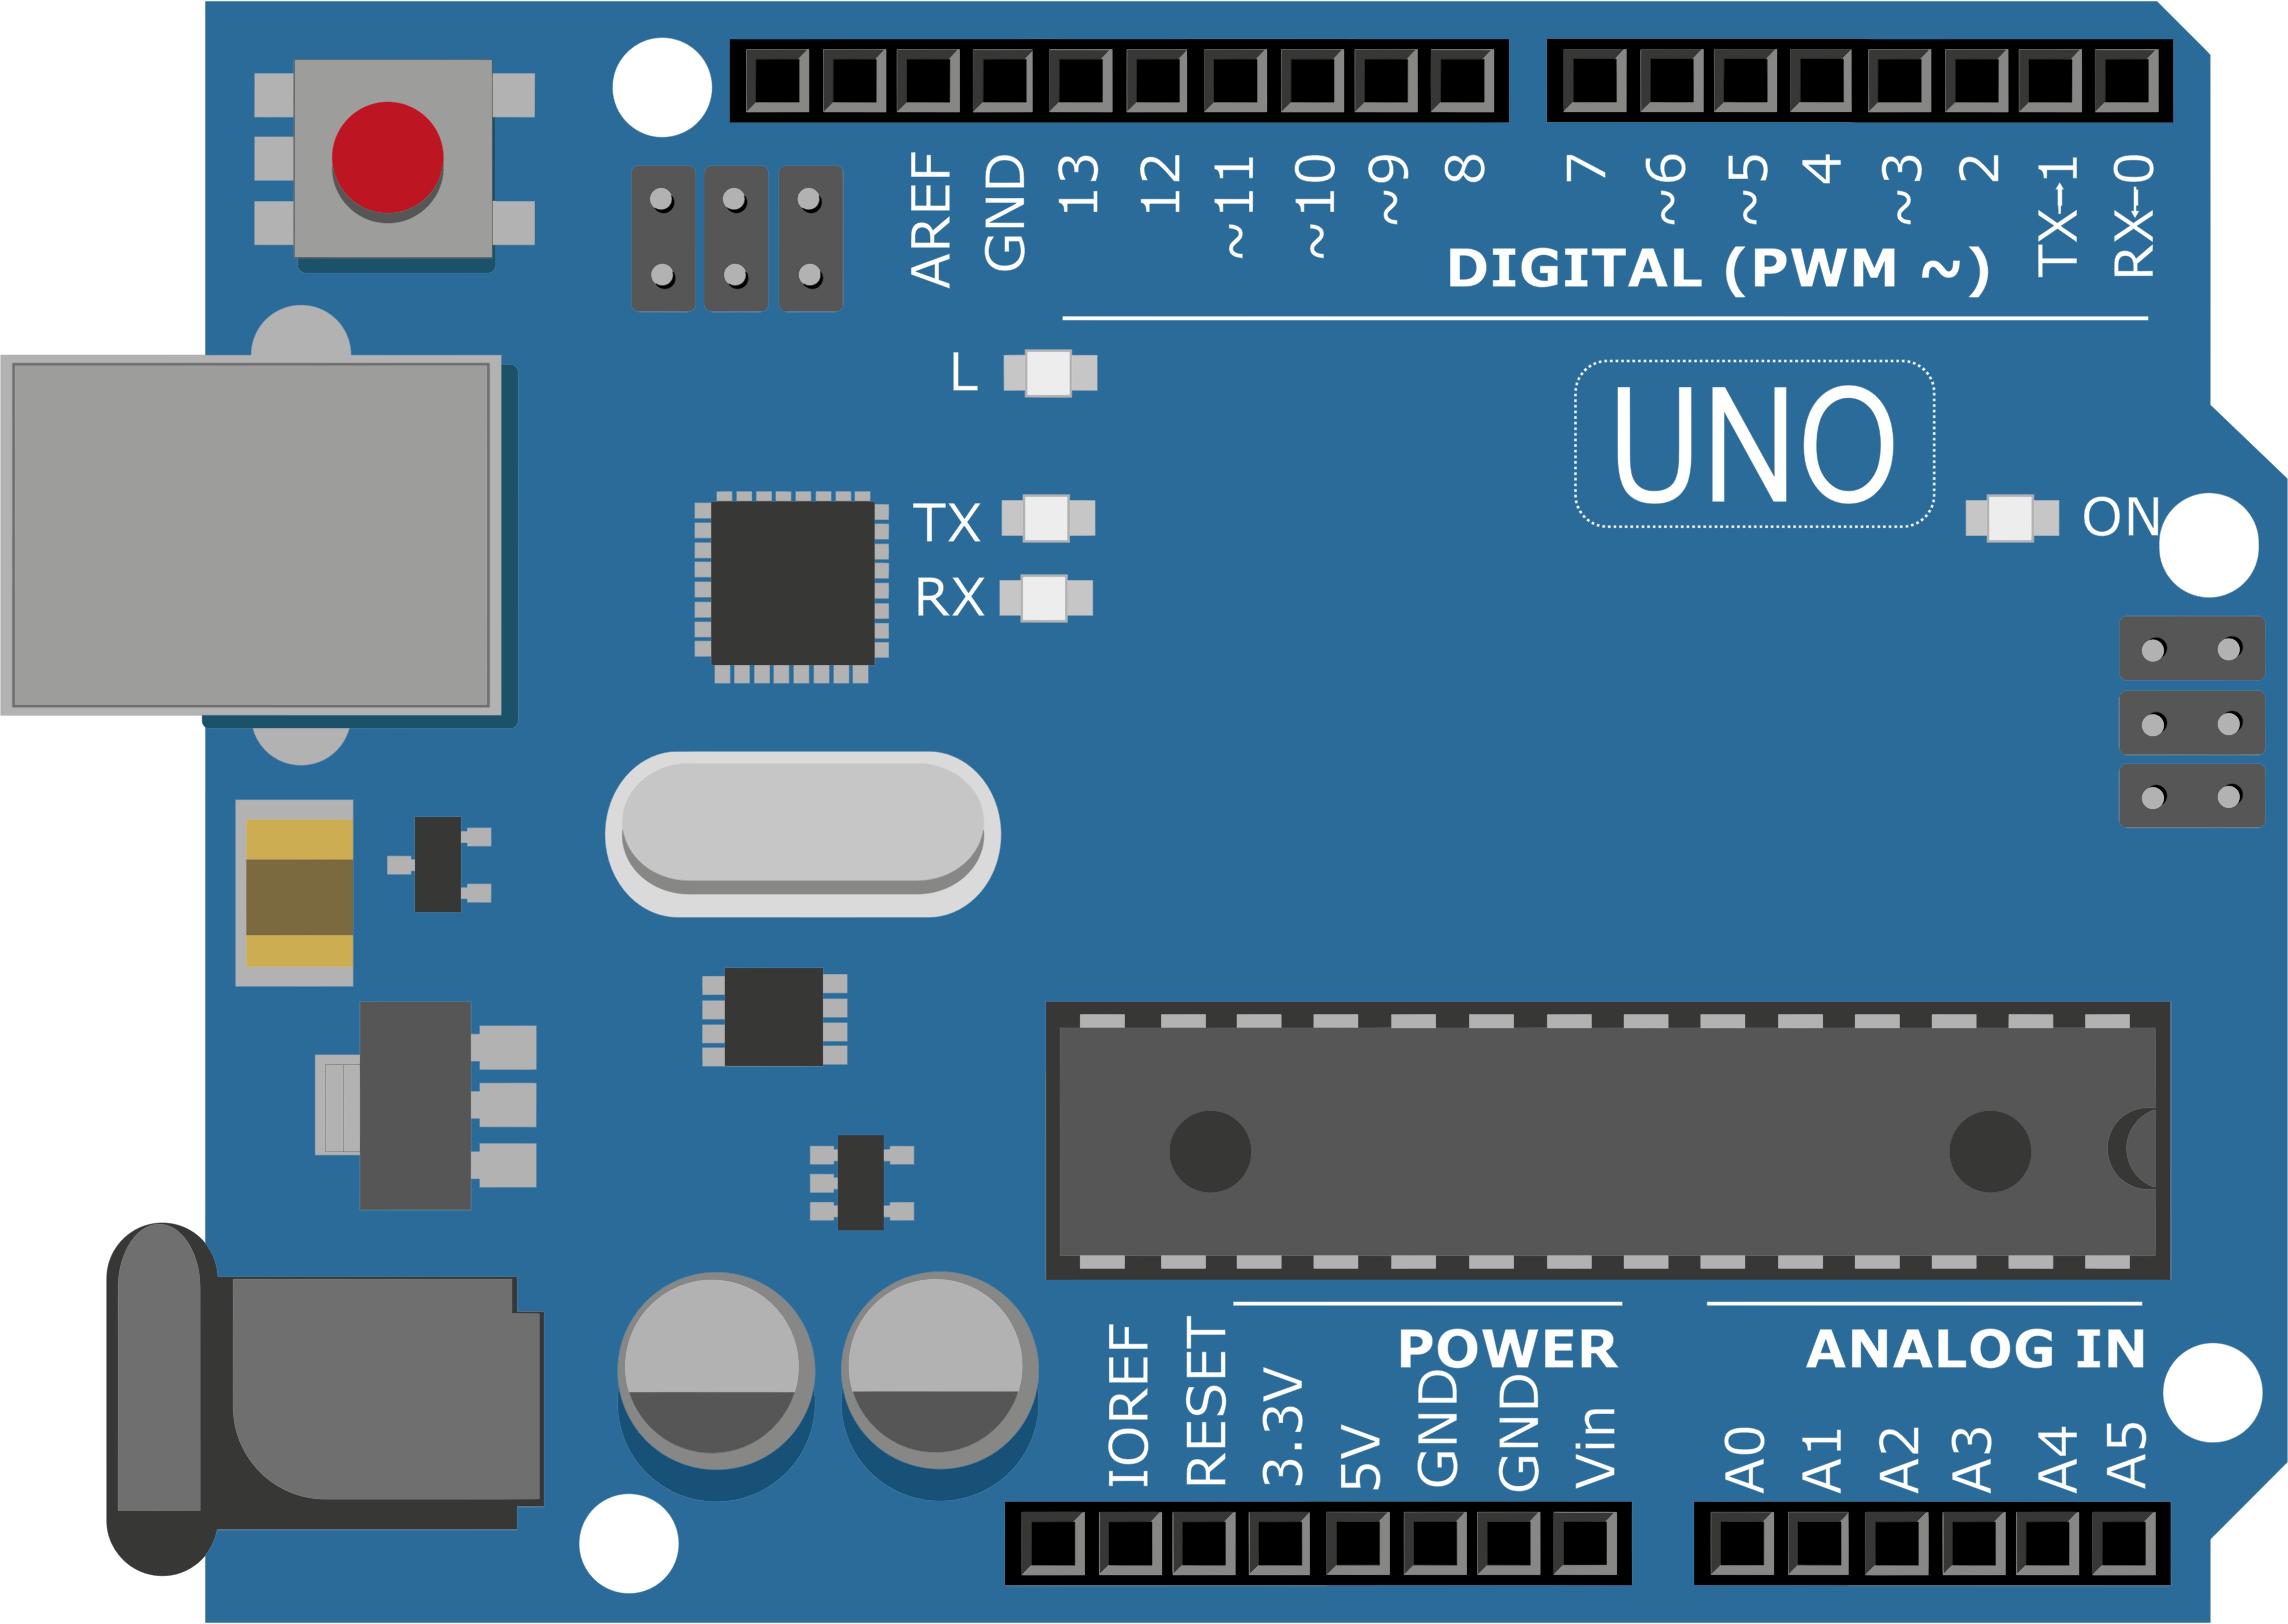 AREF
GND
13
12
~11
~10
~9
8
7
~6
~5
4
~3
2
TX→1
RX←0
DIGITAL (PWM ~)
L
UNO
TX
ON
RX
POWER
ANALOG IN
IOREF
RESET
3.3V
5V
GND
GND
Vin
A0
A1
A2
A3
A4
A5